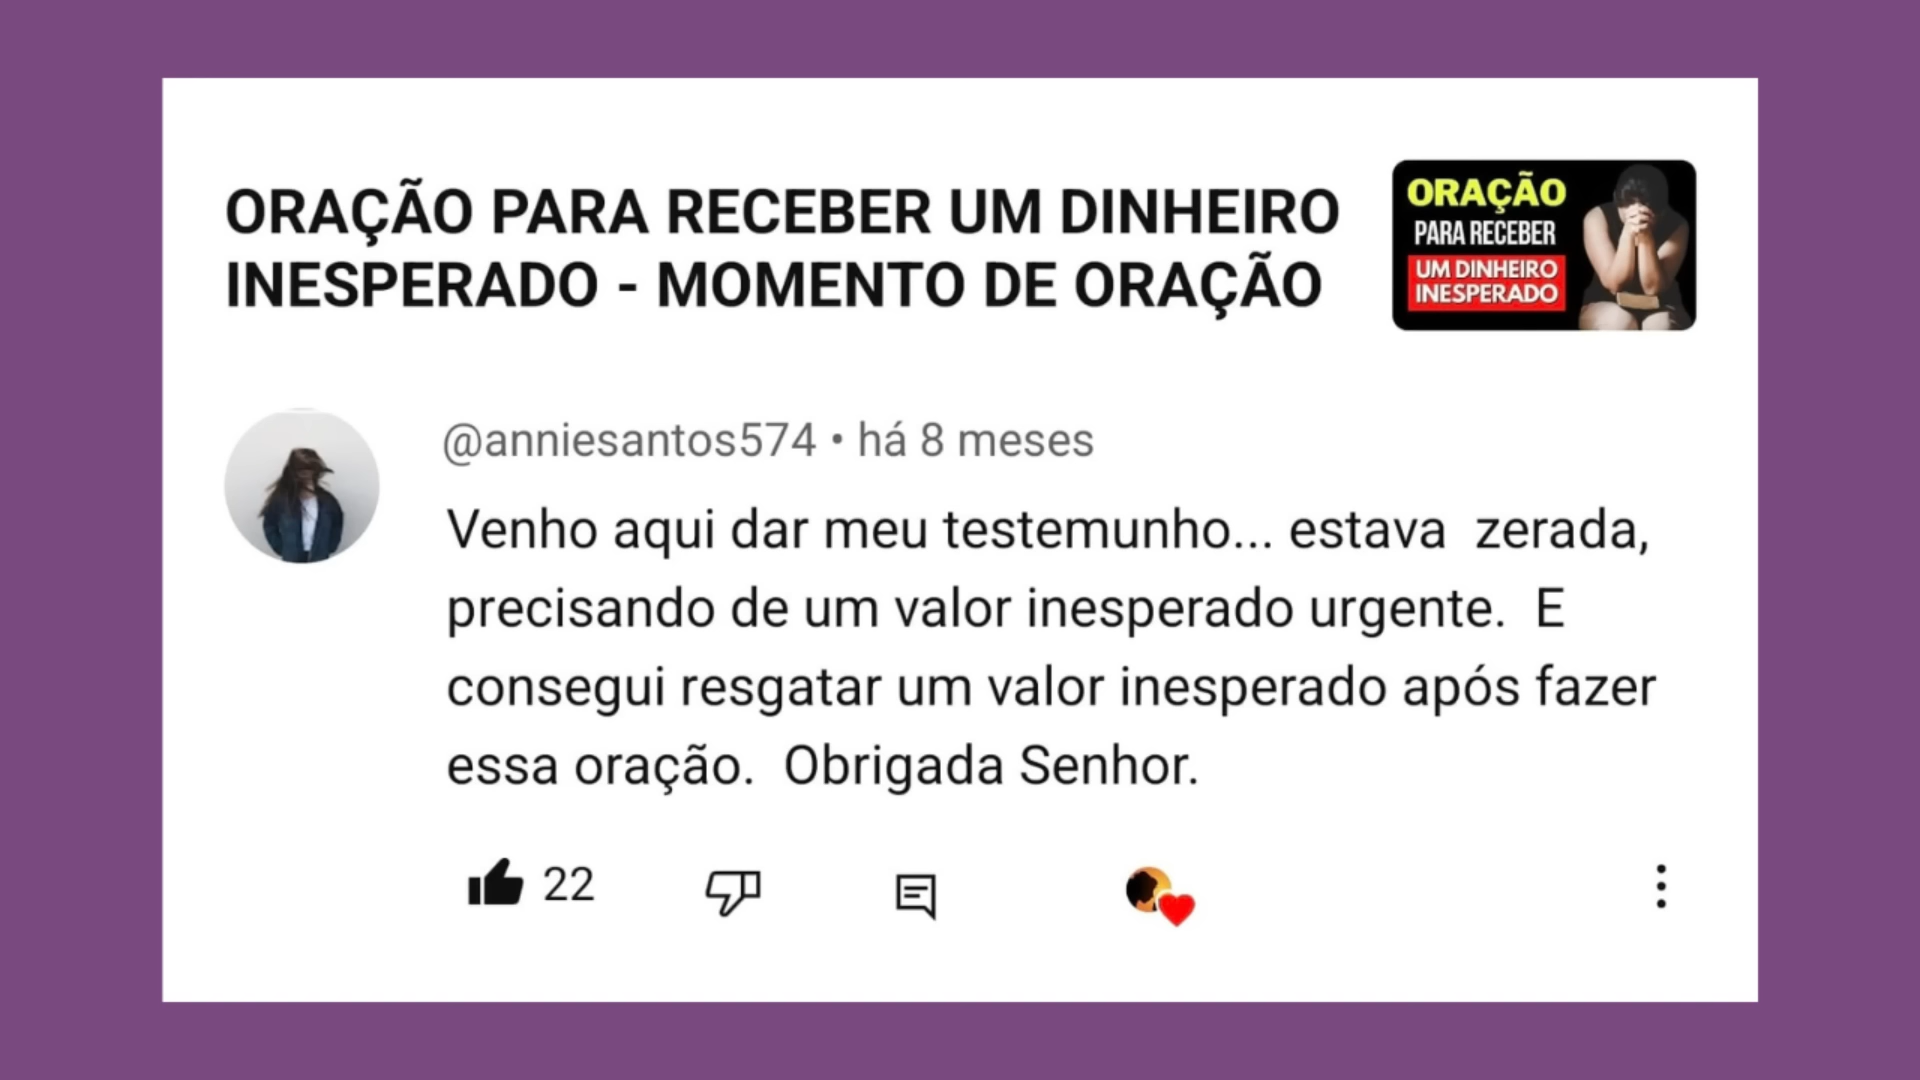 ORAÇÃO PARA RECEBER UM DINHEIRO
INESPERADO - MOMENTO DE ORAÇÃO
ORAÇÃO
PARA RECEBER
UM DINHEIRO
INESPERADO
@anniesantos574 • há 8 meses
Venho aqui dar meu testemunho... estava  zerada,
precisando de um valor inesperado urgente.  E
consegui resgatar um valor inesperado após fazer
essa oração.  Obrigada Senhor.
22